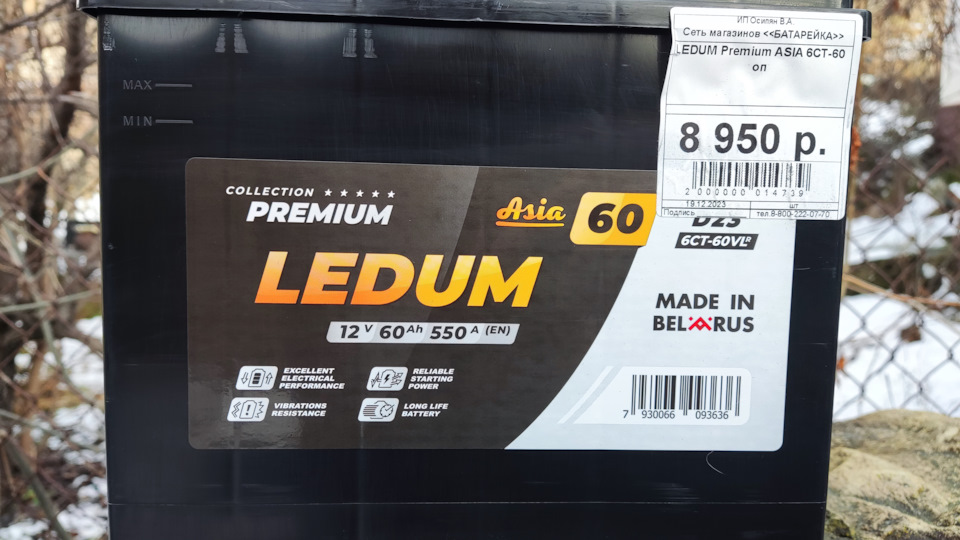 ИП Осипян В.А.
Сеть магазинов <<БАТАРЕЙКА>>
LEDUM Premium ASIA 6СТ-60
оп
8 950 р.
2 000000 014739
19.12.2023 шт
Подпись тел.8-800-222-07-70
MAX
MIN
COLLECTION
PREMIUM
Asia 60
D23
6CT-60VLR
LEDUM
12 V 60 Ah 550 A (EN)
MADE IN
BELARUS
EXCELLENT
ELECTRICAL
PERFORMANCE
RELIABLE
STARTING
POWER
VIBRATIONS
RESISTANCE
LONG LIFE
BATTERY
7 930066 093636